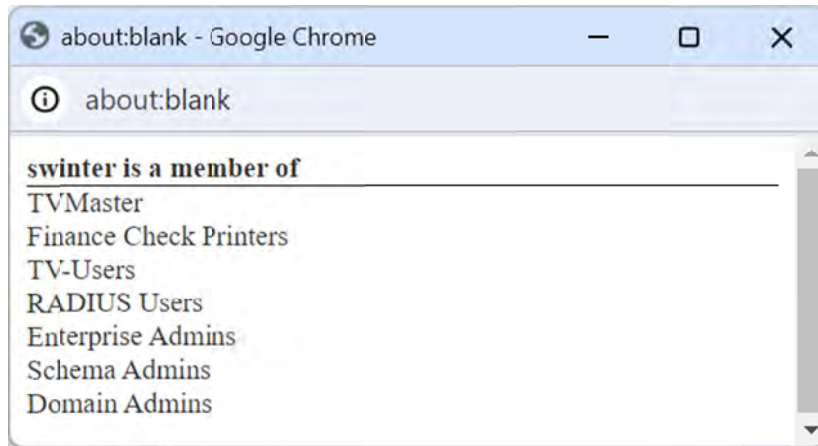 about:blank - Google Chrome
about:blank
swinter is a member of
TVMaster
Finance Check Printers
TV-Users
RADIUS Users
Enterprise Admins
Schema Admins
Domain Admins